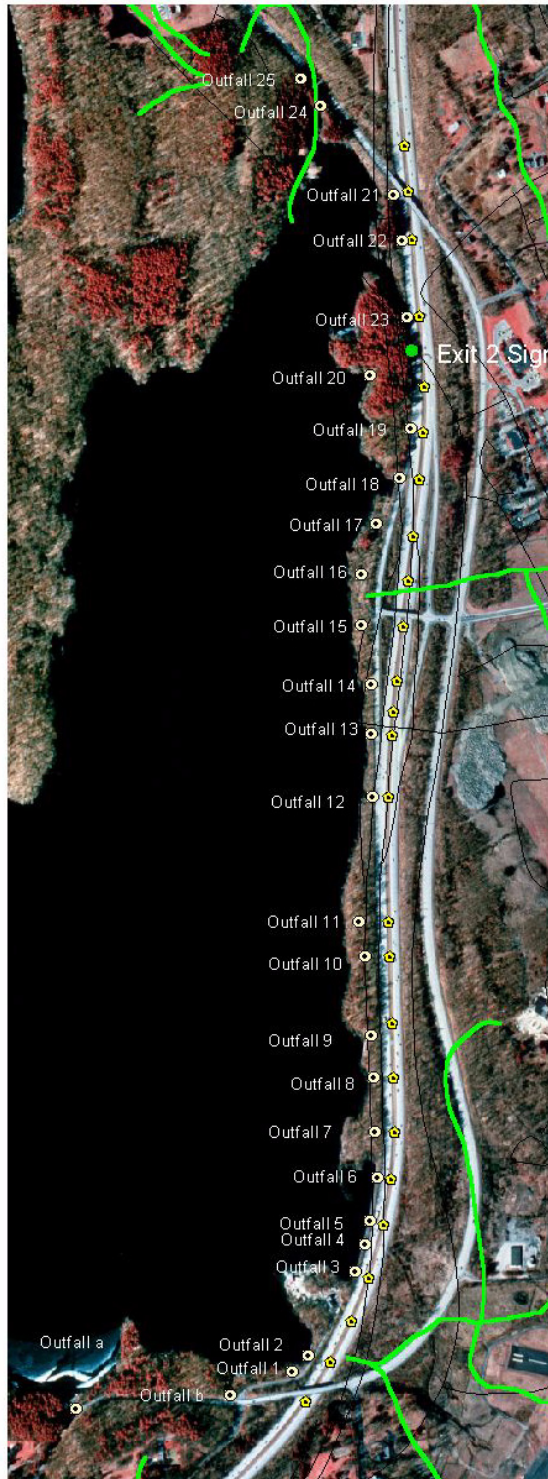 Outfall 25
Outfall 24
Outfall 21
Outfall 22
Outfall 23
Exit 2 Sign
Outfall 20
Outfall 19
Outfall 18
Outfall 17
Outfall 16
Outfall 15
Outfall 14
Outfall 13
Outfall 12
Outfall 11
Outfall 10
Outfall 9
Outfall 8
Outfall 7
Outfall 6
Outfall 5
Outfall 4
Outfall 3
Outfall a
Outfall 2
Outfall 1
Outfall b